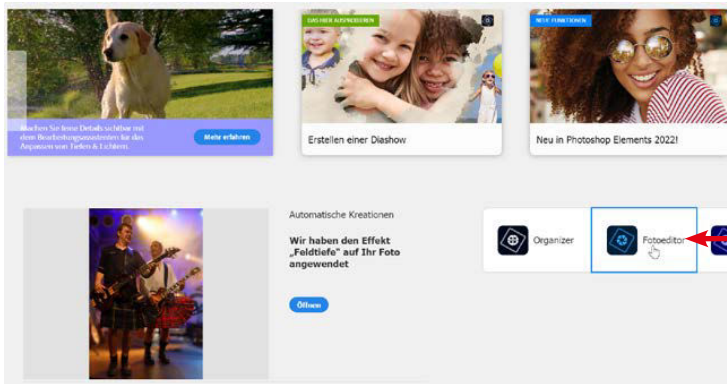 DAS HIER AUSPROBIEREN
NEUE FUNKTIONEN
Machen Sie feine Details sichtbar mit
dem Bearbeitungsassistenten für das
Anpassen von Tiefen & Lichtern.
Mehr erfahren
Erstellen einer Diashow
Neu in Photoshop Elements 2022!
Automatische Kreationen
Wir haben den Effekt
„Feldtiefe" auf Ihr Foto
angewendet
Öffnen
Organizer
Fotoeditor